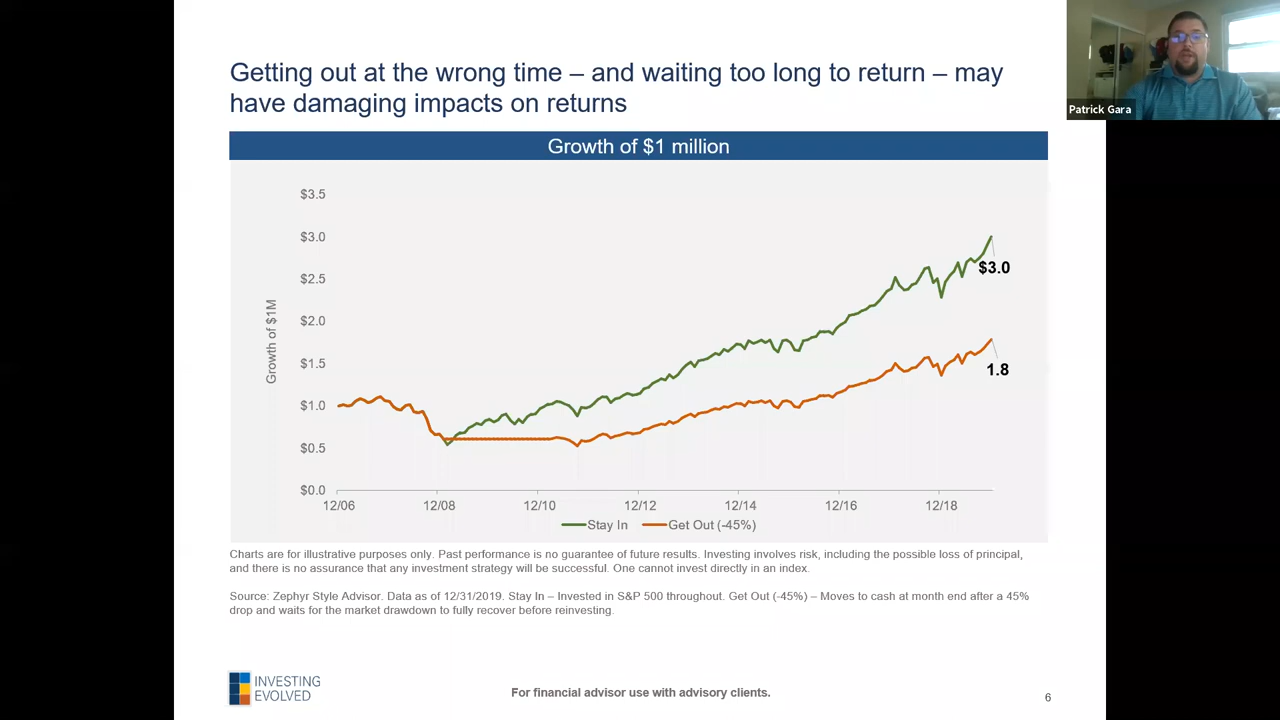 Getting out at the wrong time – and waiting too long to return – may
have damaging impacts on returns
Patrick Gara
Growth of $1 million
Growth of $1M
$3.5
$3.0
$2.5
$2.0
$1.5
$1.0
$0.5
$0.0
$3.0
1.8
12/06 12/08 12/10 12/12 12/14 12/16 12/18
Stay In Get Out (-45%)
Charts are for illustrative purposes only. Past performance is no guarantee of future results. Investing involves risk, including the possible loss of principal,
and there is no assurance that any investment strategy will be successful. One cannot invest directly in an index.
Source: Zephyr Style Advisor. Data as of 12/31/2019. Stay In – Invested in S&P 500 throughout. Get Out (-45%) – Moves to cash at month end after a 45%
drop and waits for the market drawdown to fully recover before reinvesting.
INVESTING
EVOLVED
For financial advisor use with advisory clients.
6